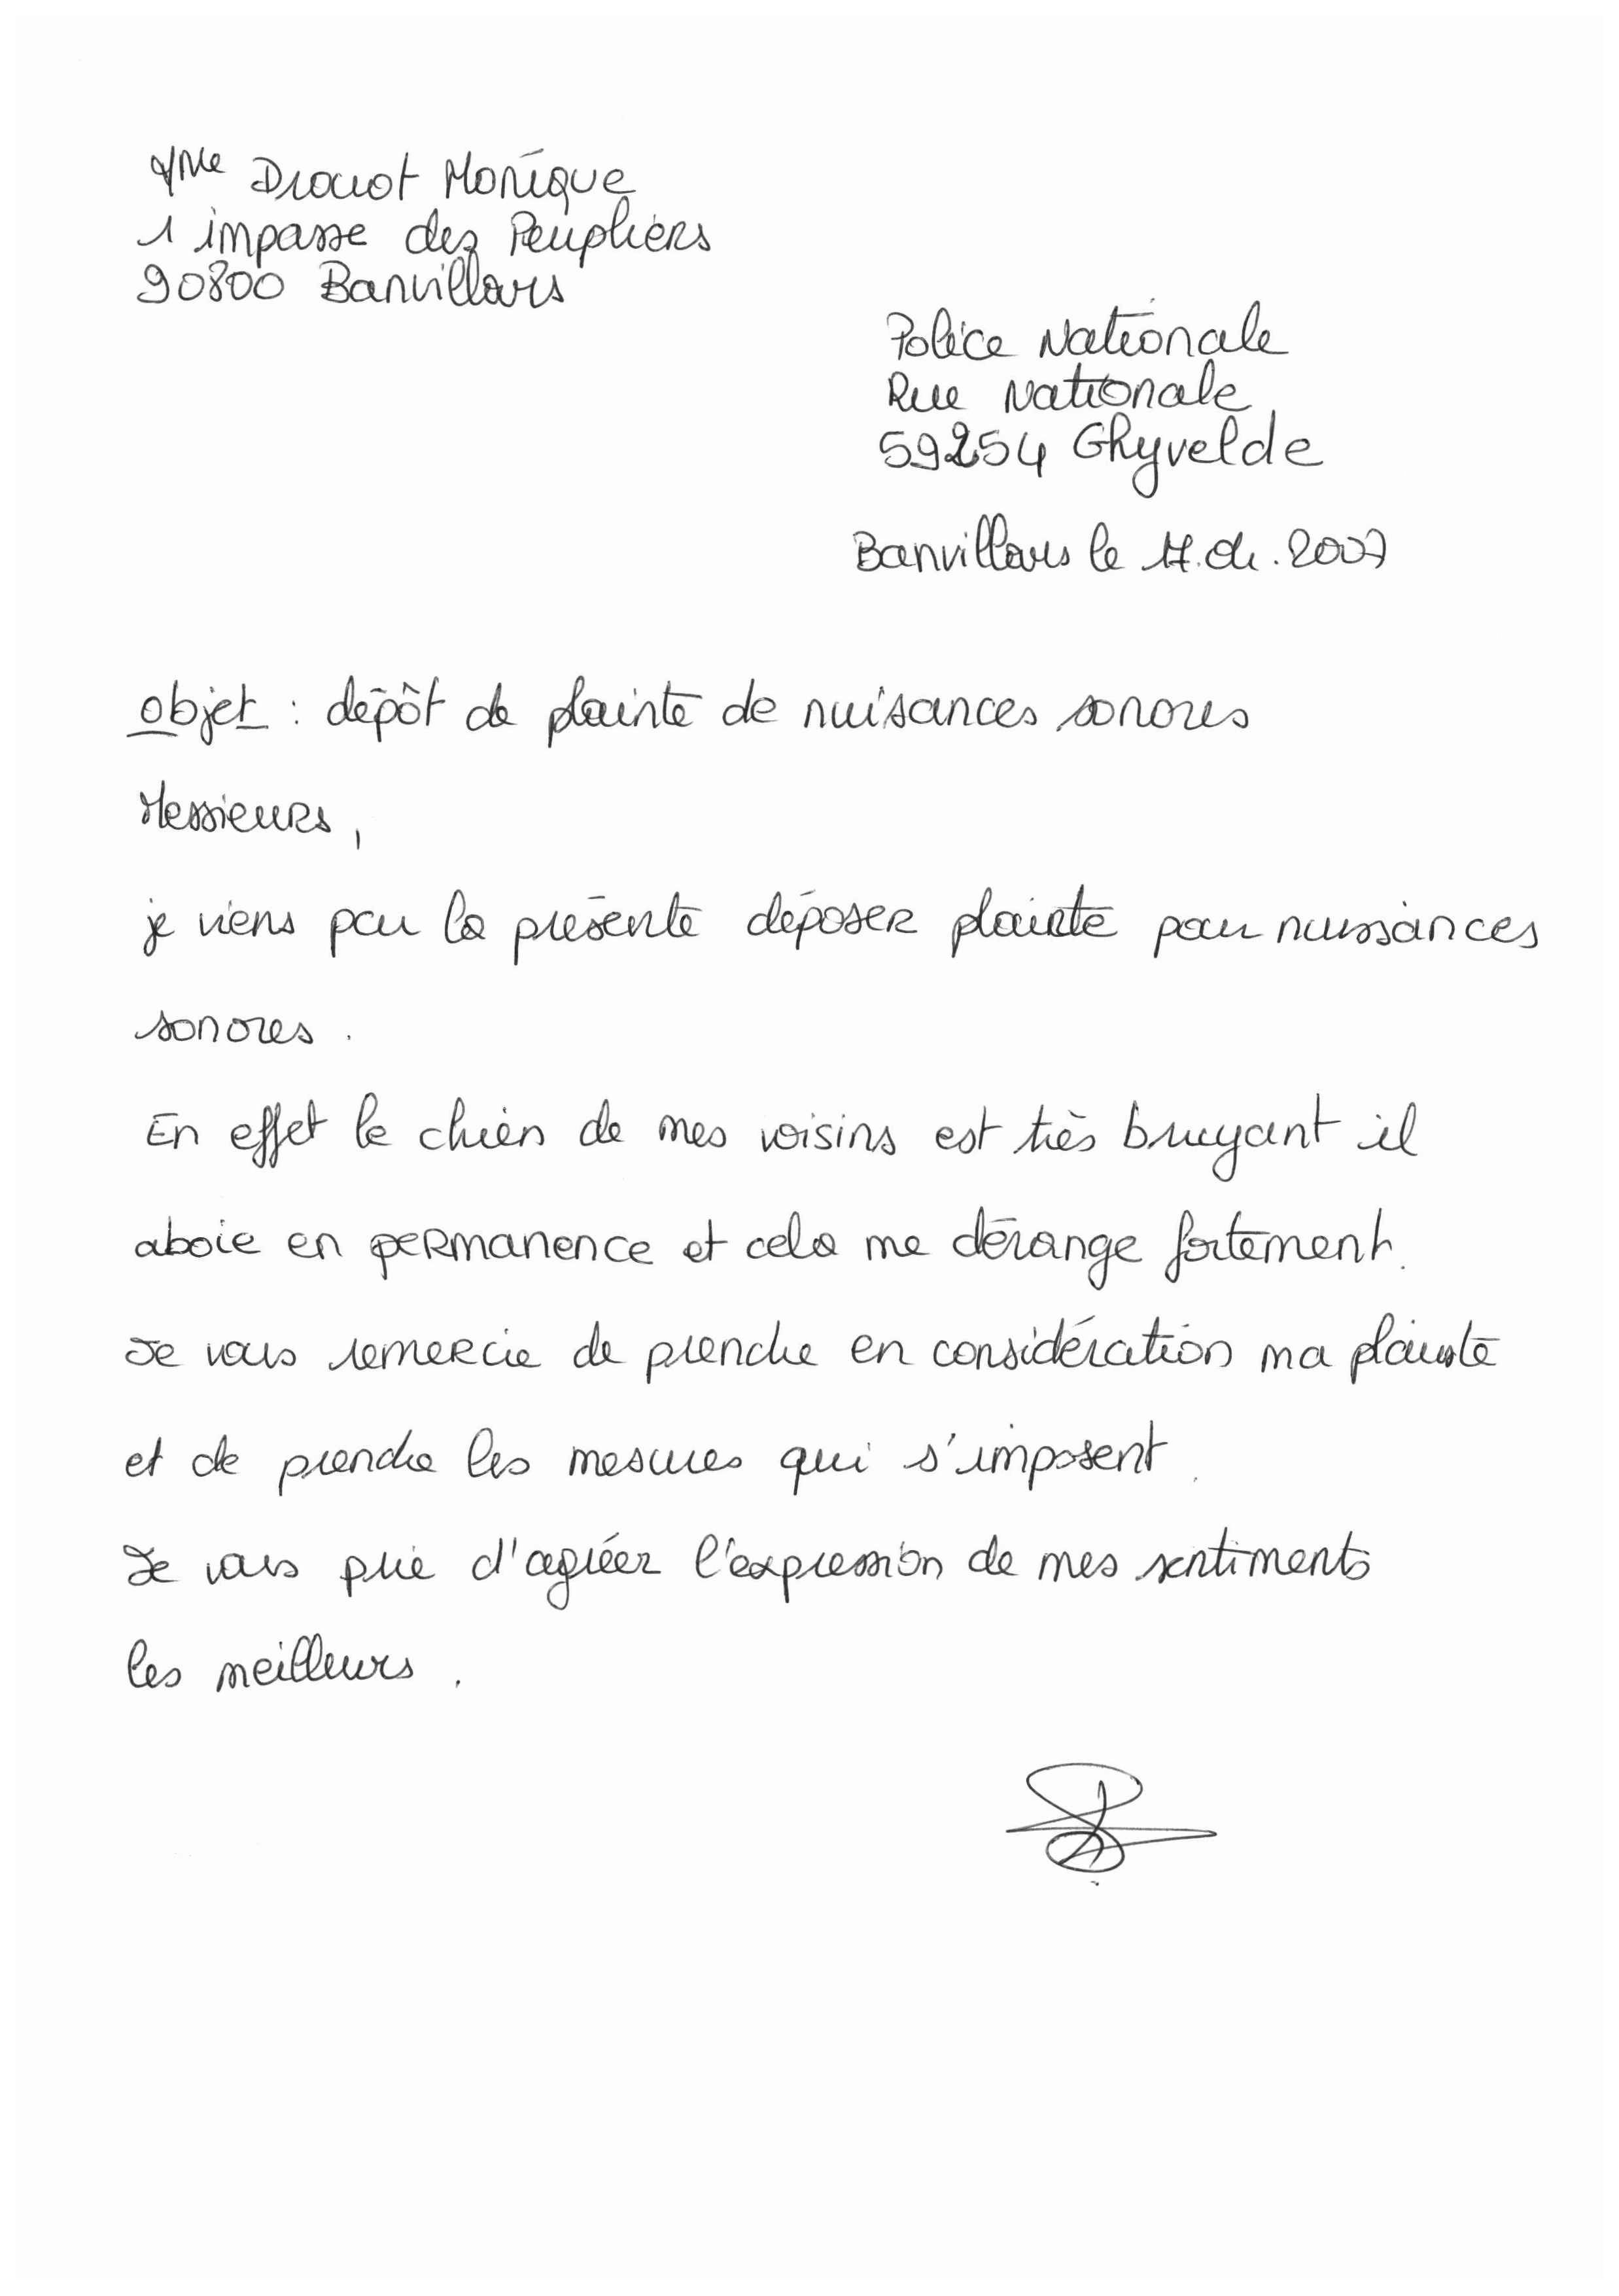 Mme Drouot Monique
1 impasse des Peupliers
90800 Banvillars
Police Nationale
Rue Nationale
59254 Ghyvelde
Banvillars le 17.01.2007
objet : dépôt de plainte de nuisances sonores
Messieurs,
je viens par la présente déposer plainte pour nuissances
sonores.
En effet le chien de mes voisins est très bruyant il
aboie en permanence et cela me dérange fortement.
Je vous remercie de prendre en considération ma plainte
et de prendre les mesures qui s'imposent.
Je vous prie d'agréer l'expression de mes sentiments
les meilleurs.